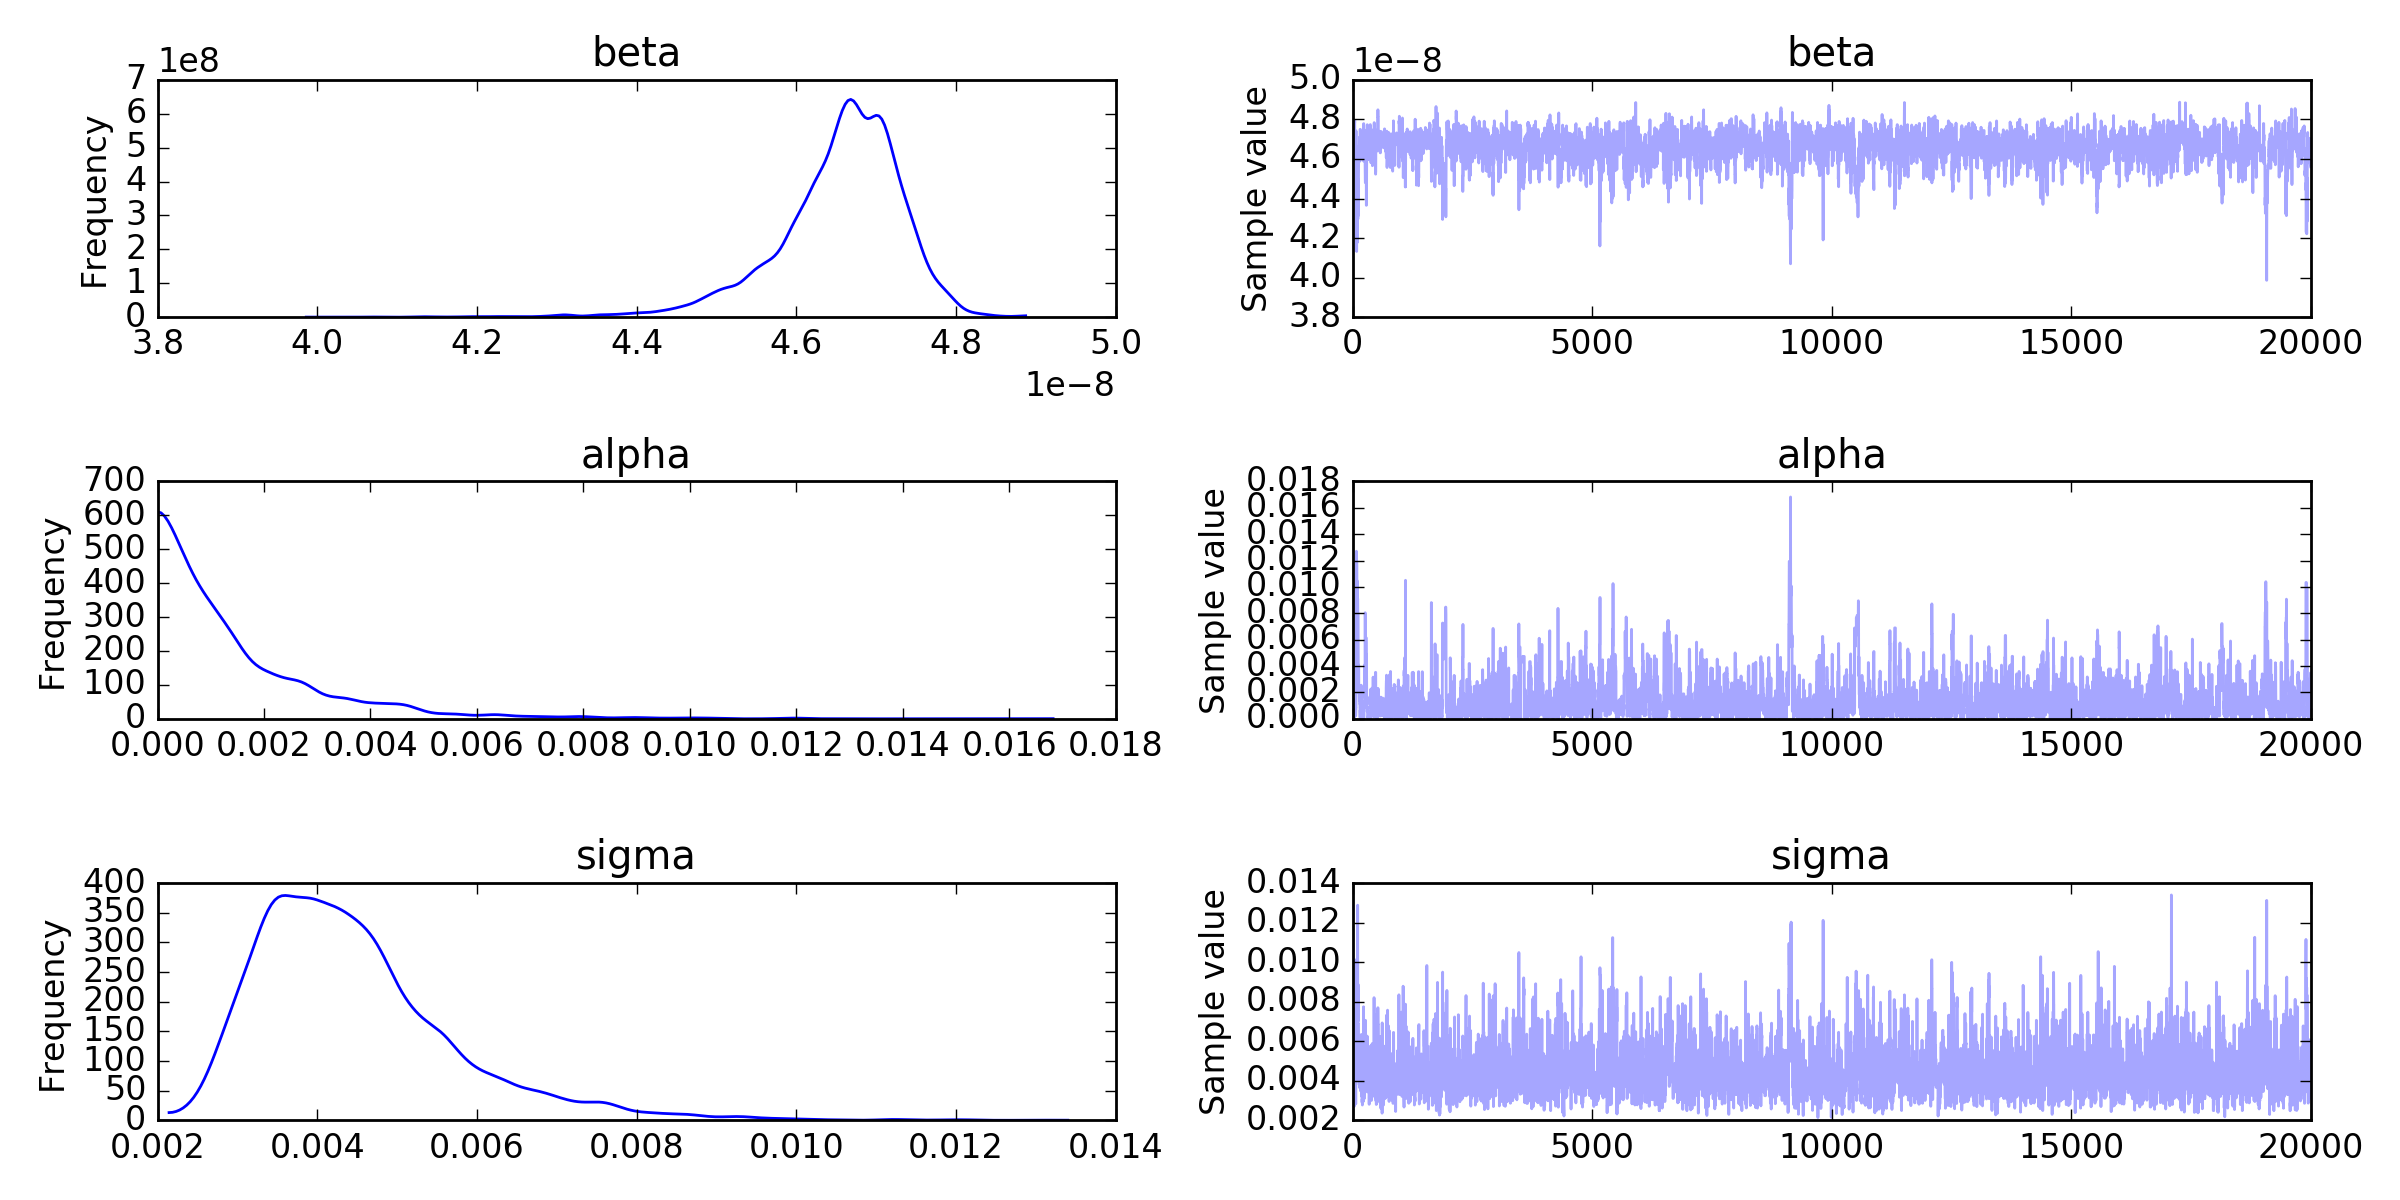 beta
1e8
7
6
5
4
3
2
1
0
Frequency
3.8 4.0 4.2 4.4 4.6 4.8 5.0
1e−8
beta
1e−8
5.0
4.8
4.6
4.4
4.2
4.0
3.8
Sample value
0 5000 10000 15000 20000
alpha
700
600
500
400
300
200
100
0
Frequency
0.000 0.002 0.004 0.006 0.008 0.010 0.012 0.014 0.016 0.018
alpha
0.018
0.016
0.014
0.012
0.010
0.008
0.006
0.004
0.002
0.000
Sample value
0 5000 10000 15000 20000
sigma
400
350
300
250
200
150
100
50
0
Frequency
0.002 0.004 0.006 0.008 0.010 0.012 0.014
sigma
0.014
0.012
0.010
0.008
0.006
0.004
0.002
Sample value
0 5000 10000 15000 20000